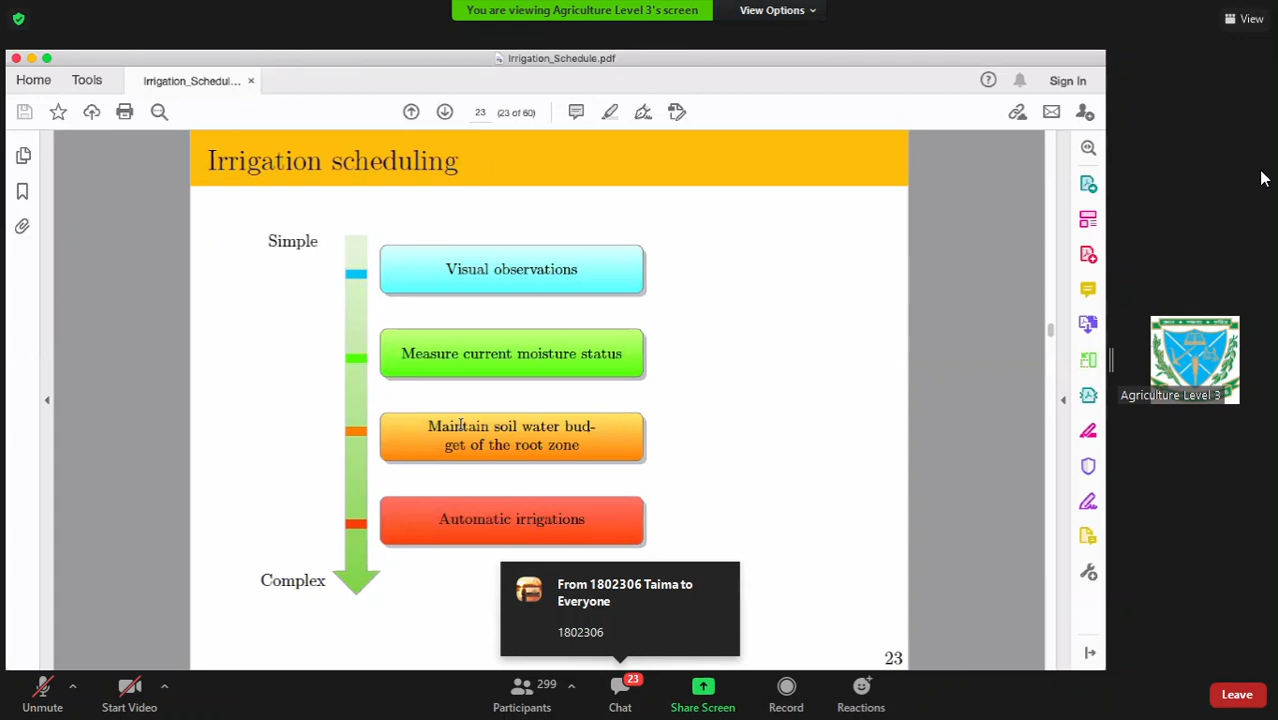 You are viewing Agriculture Level 3's screen
View Options
View
Irrigation_Schedule.pdf
Home
Tools
Irrigation_Schedul...
Sign In
23
(23 of 60)
Irrigation scheduling
Simple
Visual observations
Measure current moisture status
Maintain soil water bud-
get of the root zone
Automatic irrigations
Complex
From 1802306 Taima to
Everyone
1802306
23
Agriculture Level 3
Unmute
Start Video
299
Participants
23
Chat
Share Screen
Record
Reactions
Leave